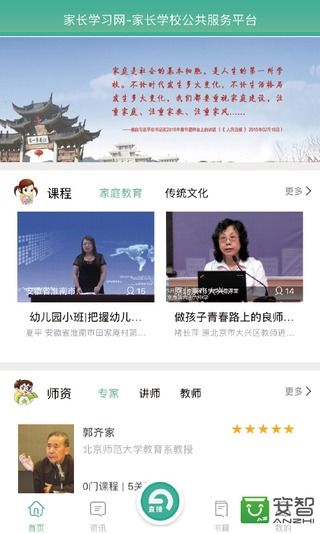 家长学习网-家长学校公共服务平台
家庭是社会的基本细胞,是人生的第一所学
校。不论时代发生多大变化,不论生活格局
发生多大变化,我们都要重视家庭建设,注
重家庭、注重家教、注重家风。……
课程
家庭教育
传统文化
更多
安徽省淮南市
15
14
幼儿园小班|把握幼儿…
夏平 安徽省淮南市田家庵第…
做孩子青春路上的良师…
褚长萍 原北京市大兴区教师进…
师资
专家
讲师
教师
更多
郭齐家
北京师范大学教育系教授
0门课程 | 5关
首页
资讯
直播
书籍
我的
安智
ANZHI